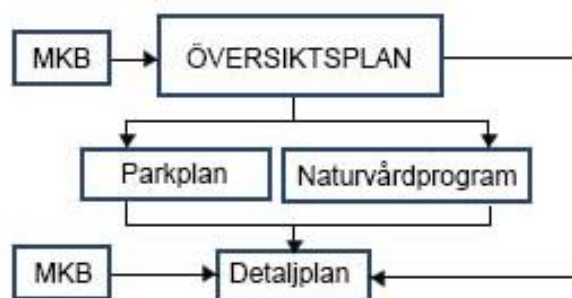 MKB
ÖVERSIKTSPLAN
Parkplan
Naturvårdprogram
MKB
Detaljplan